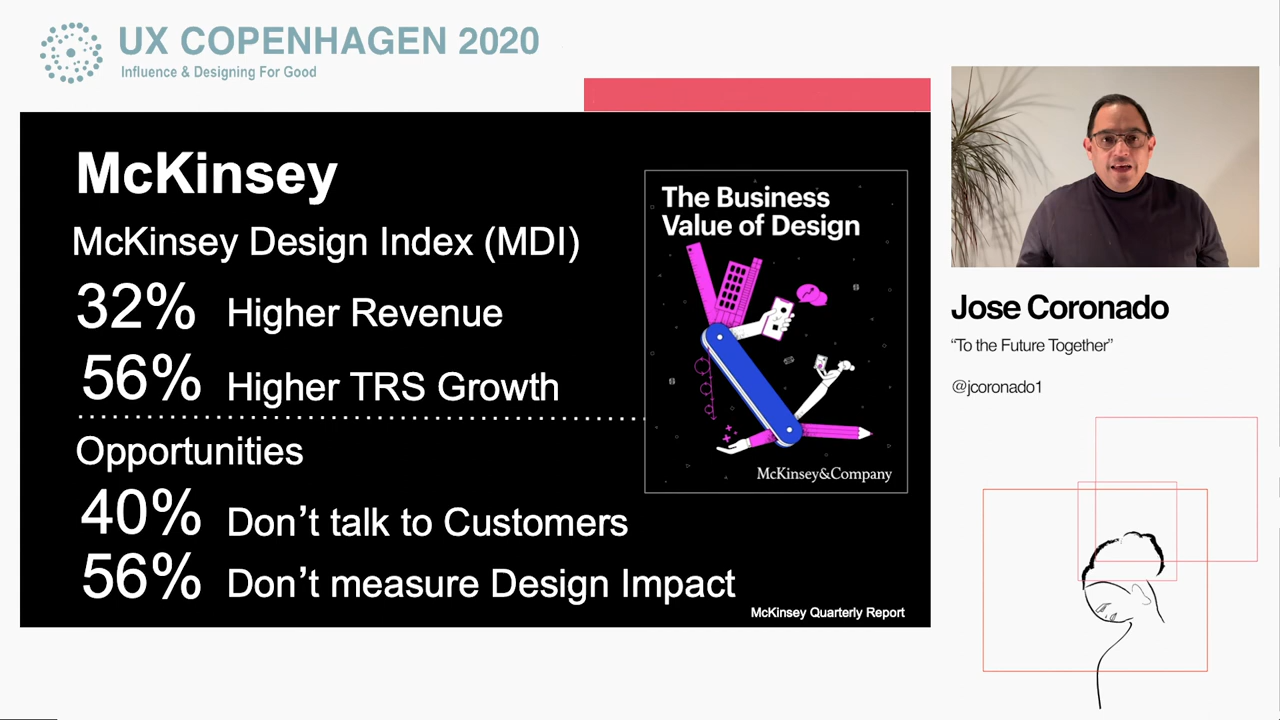 UX COPENHAGEN 2020
Influence & Designing For Good
McKinsey
McKinsey Design Index (MDI)
32% Higher Revenue
56% Higher TRS Growth
Opportunities
40% Don’t talk to Customers
56% Don’t measure Design Impact
McKinsey Quarterly Report
The Business
Value of Design
McKinsey&Company
Jose Coronado
“To the Future Together”
@jcoronado1